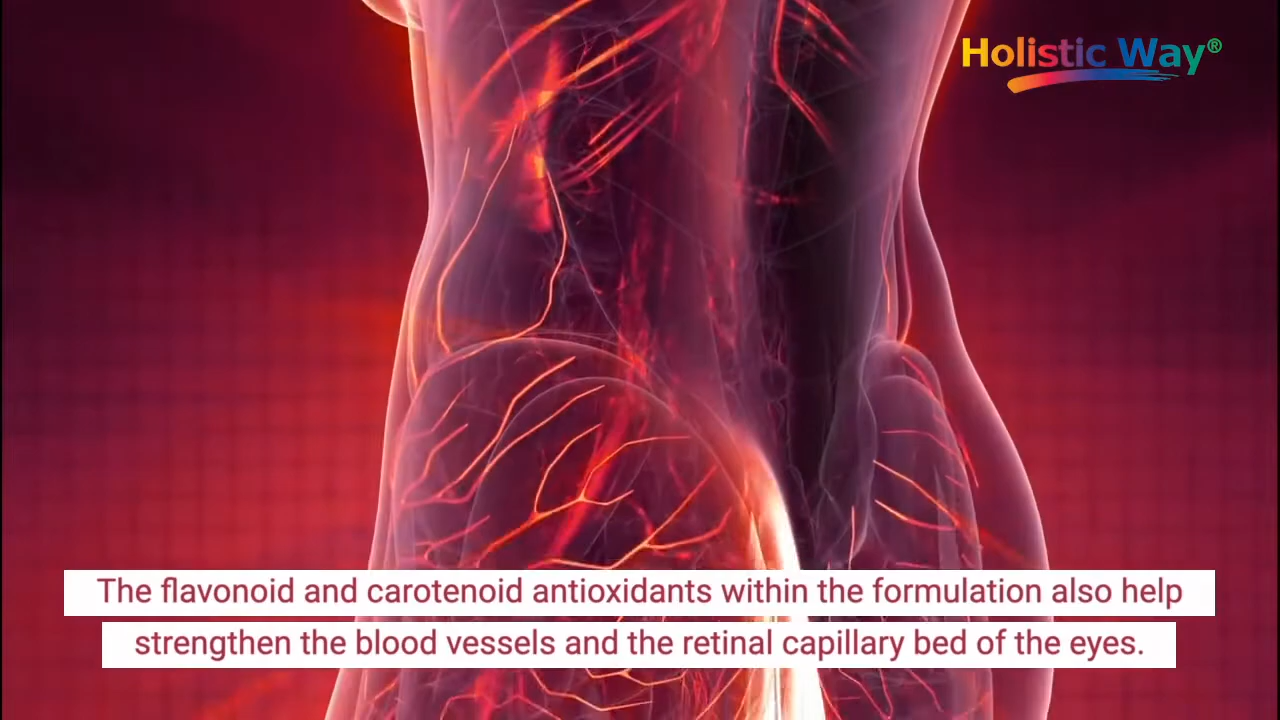 Holistic Way®
The flavonoid and carotenoid antioxidants within the formulation also help
strengthen the blood vessels and the retinal capillary bed of the eyes.